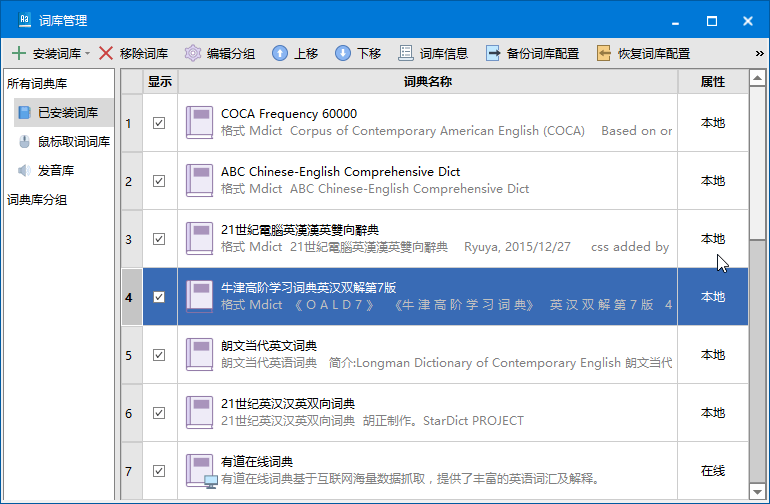 词库管理
安装词库 移除词库 编辑分组 上移 下移 词库信息 备份词库配置 恢复词库配置 »
所有词典库
已安装词库
鼠标取词词库
发音库
词典库分组
显示 词典名称 属性
1 COCA Frequency 60000 本地
格式 Mdict Corpus of Contemporary American English (COCA) Based on or
2 ABC Chinese-English Comprehensive Dict 本地
格式 Mdict ABC Chinese-English Comprehensive Dict
3 21世紀電腦英漢漢英雙向辭典 本地
格式 Mdict 21世紀電腦英漢漢英雙向辭典 Ryuya, 2015/12/27 css added by
4 牛津高阶学习词典英汉双解第7版 本地
格式 Mdict 《 O A L D 7 》 《牛 津 高 阶 学 习 词 典》 英 汉 双 解 第 7 版 4
5 朗文当代英文词典 本地
朗文当代英语词典 简介:Longman Dictionary of Contemporary English 朗文当代
6 21世纪英汉汉英双向词典 本地
21世纪英汉汉英双向词典 胡正制作。StarDict PROJECT
7 有道在线词典 在线
有道在线词典基于互联网海量数据抓取，提供了丰富的英语词汇及解释。